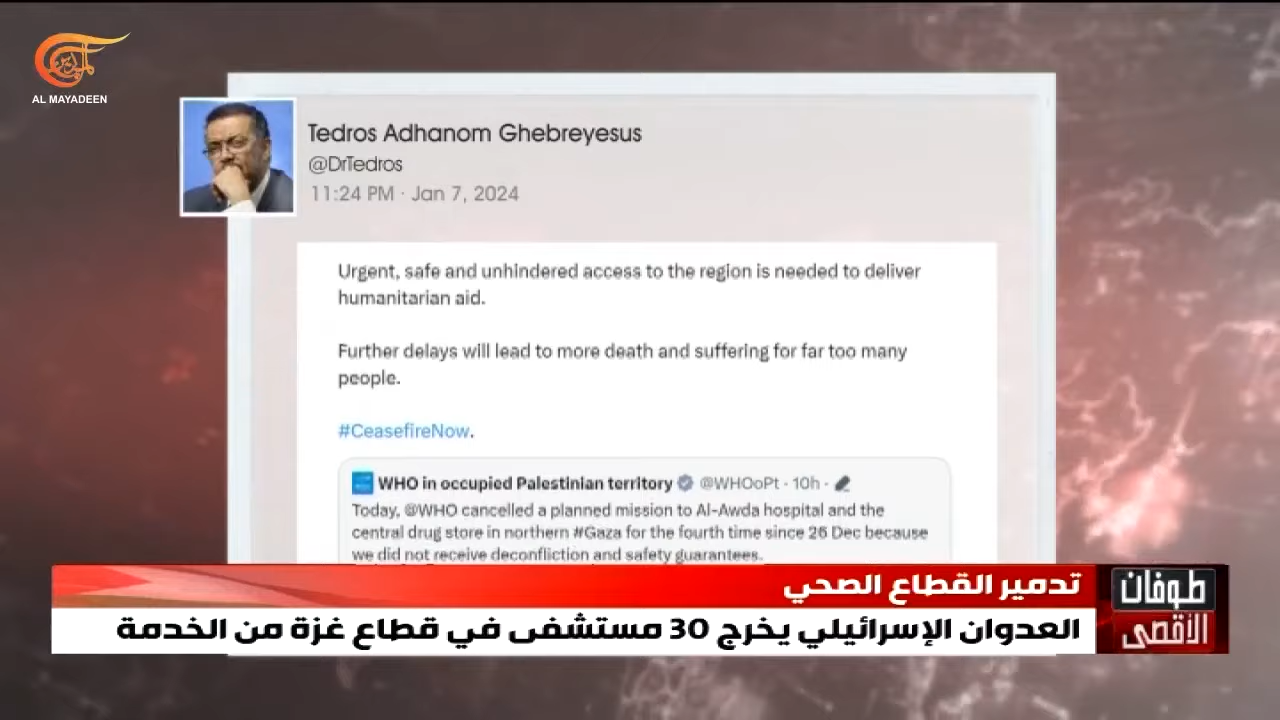 AL MAYADEEN
Tedros Adhanom Ghebreyesus
@DrTedros
11:24 PM · Jan 7, 2024
Urgent, safe and unhindered access to the region is needed to deliver
humanitarian aid.
Further delays will lead to more death and suffering for far too many
people.
#CeasefireNow.
WHO in occupied Palestinian territory @WHOoPt · 10h ·
Today, @WHO cancelled a planned mission to Al-Awda hospital and the
central drug store in northern #Gaza for the fourth time since 26 Dec because
we did not receive deconfliction and safety guarantees.
تدمير القطاع الصحي
العدوان الإسرائيلي يخرج 30 مستشفى في قطاع غزة من الخدمة
طوفان
الأقصى